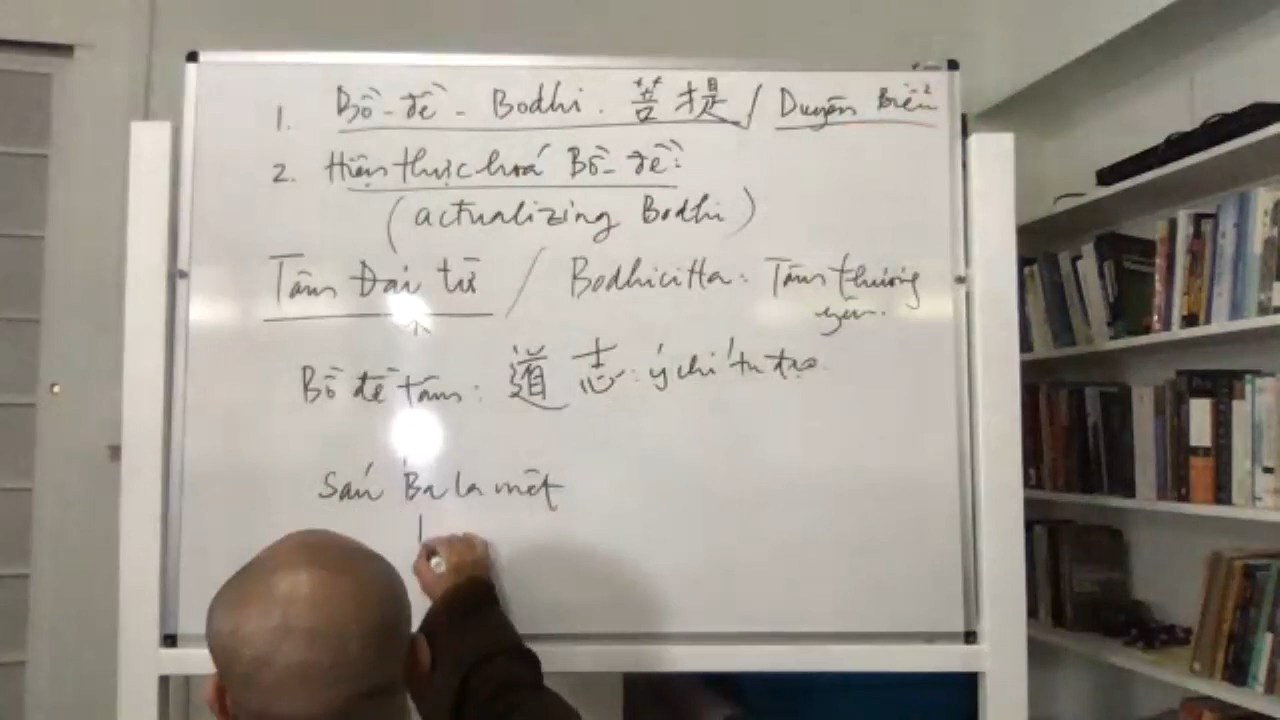 1. Bồ-đề - Bodhi. 菩提 / Duyên Biến
2. Hiện thực hoá Bồ-đề:
(actualizing Bodhi)
Tâm Đại từ / Bodhicitta: Tâm thương
yêu.
Bồ đề tâm: 道志: ý chí tu đạo.
Sáu Ba la mật